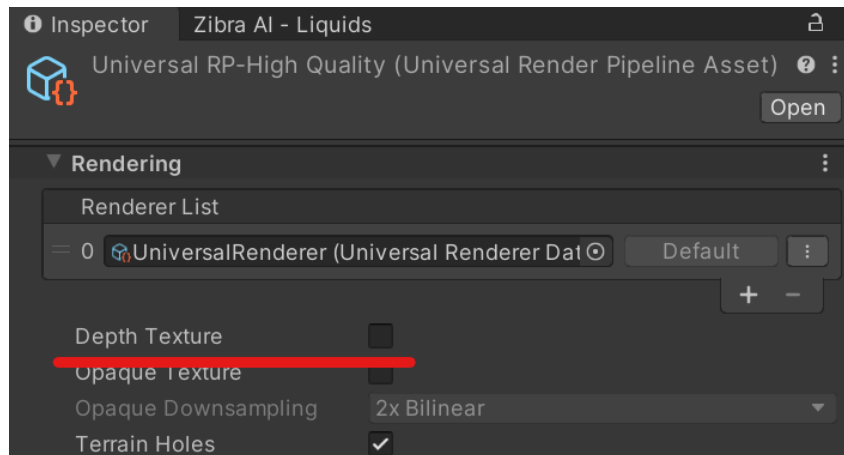 Inspector Zibra AI - Liquids
Universal RP-High Quality (Universal Render Pipeline Asset)
Open
Rendering
Renderer List
0 UniversalRenderer (Universal Renderer Dat Default
Depth Texture
Opaque Texture
Opaque Downsampling 2x Bilinear
Terrain Holes